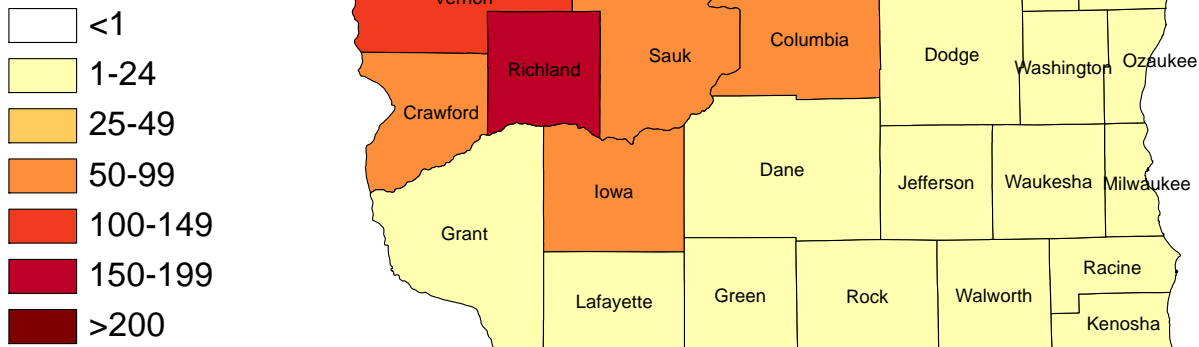 <1
1-24
25-49
50-99
100-149
150-199
>200
Vernon
Richland
Sauk
Columbia
Dodge
Washington
Ozaukee
Crawford
Iowa
Dane
Jefferson
Waukesha
Milwaukee
Grant
Lafayette
Green
Rock
Walworth
Racine
Kenosha